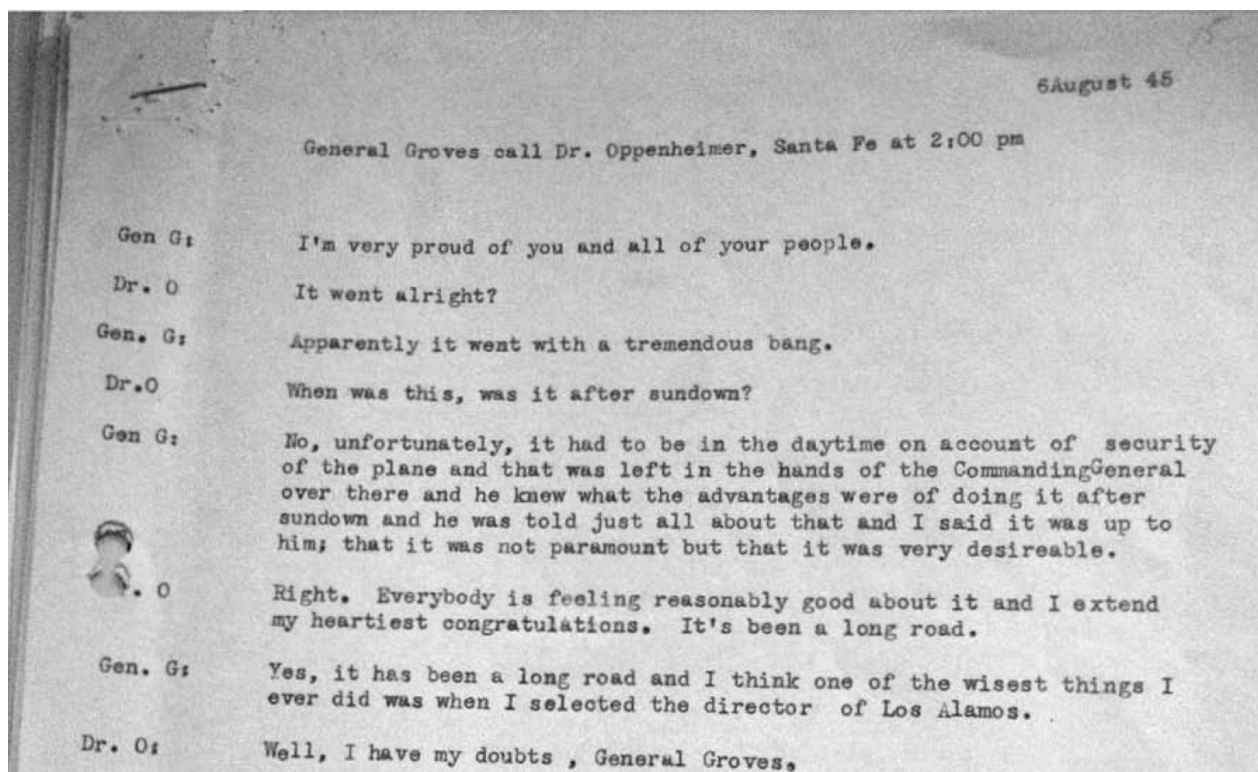 6August 45
General Groves call Dr. Oppenheimer, Santa Fe at 2:00 pm
Gen G: I'm very proud of you and all of your people.
Dr. O It went alright?
Gen. G: Apparently it went with a tremendous bang.
Dr.O When was this, was it after sundown?
Gen G: No, unfortunately, it had to be in the daytime on account of security
of the plane and that was left in the hands of the CommandingGeneral
over there and he knew what the advantages were of doing it after
sundown and he was told just all about that and I said it was up to
him; that it was not paramount but that it was very desireable.
. O Right. Everybody is feeling reasonably good about it and I extend
my heartiest congratulations. It's been a long road.
Gen. G: Yes, it has been a long road and I think one of the wisest things I
ever did was when I selected the director of Los Alamos.
Dr. O: Well, I have my doubts , General Groves.